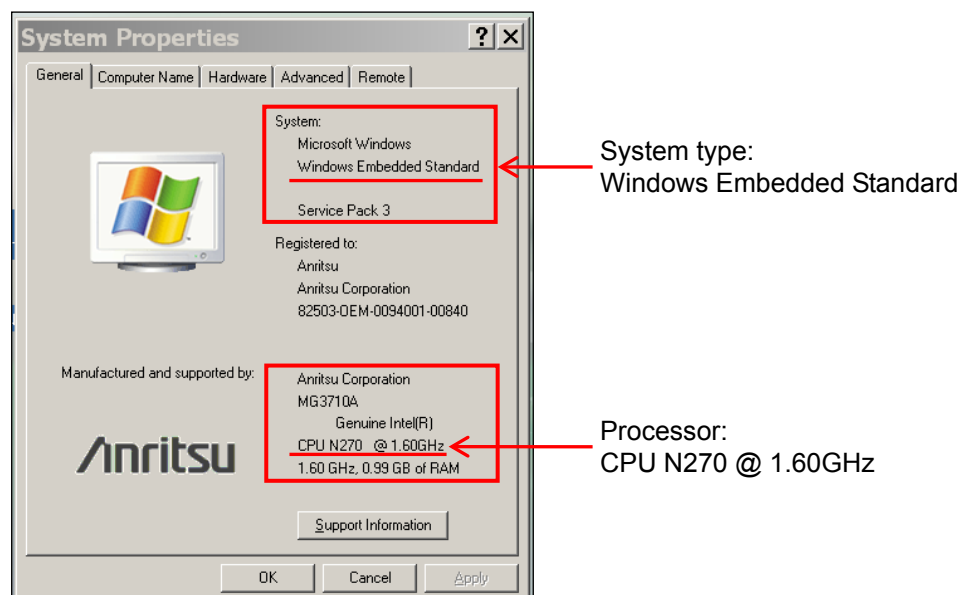 System Properties
? ×
General Computer Name Hardware Advanced Remote
System:
Microsoft Windows
Windows Embedded Standard
Service Pack 3
System type:
Windows Embedded Standard
Registered to:
Anritsu
Anritsu Corporation
82503-OEM-0094001-00840
Manufactured and supported by:
Anritsu Corporation
MG3710A
Genuine Intel(R)
CPU N270 @ 1.60GHz
1.60 GHz, 0.99 GB of RAM
Anritsu
Processor:
CPU N270 @ 1.60GHz
Support Information
OK Cancel Apply